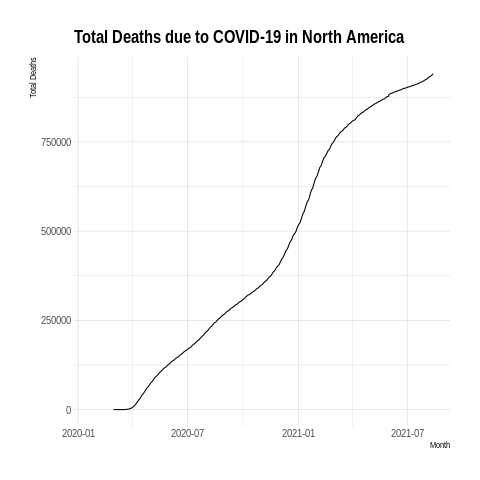 Total Deaths due to COVID-19 in North America
Total Deaths
750000
500000
250000
0
2020-01
2020-07
2021-01
2021-07
Month